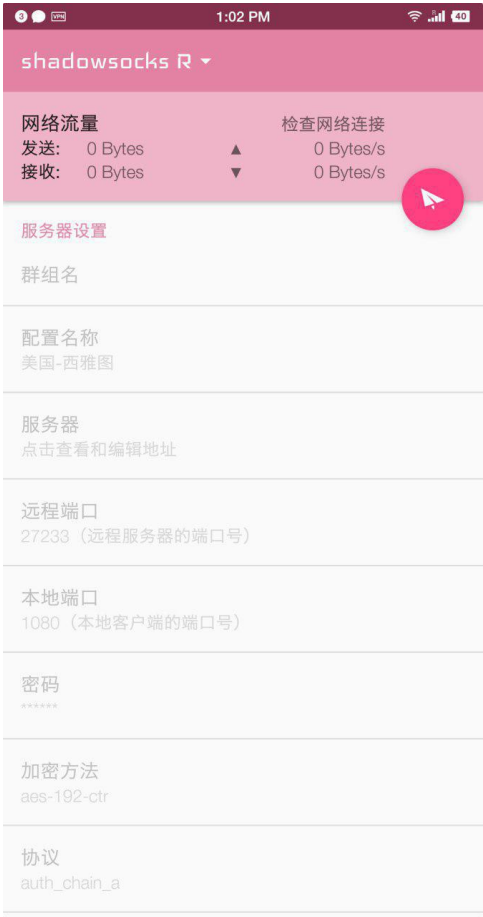 3 VPN 1:02 PM R 40
shadowsocks R
网络流量 检查网络连接
发送: 0 Bytes ▲ 0 Bytes/s
接收: 0 Bytes ▼ 0 Bytes/s
服务器设置
群组名
配置名称
美国-西雅图
服务器
点击查看和编辑地址
远程端口
27233（远程服务器的端口号）
本地端口
1080（本地客户端的端口号）
密码
******
加密方法
aes-192-ctr
协议
auth_chain_a